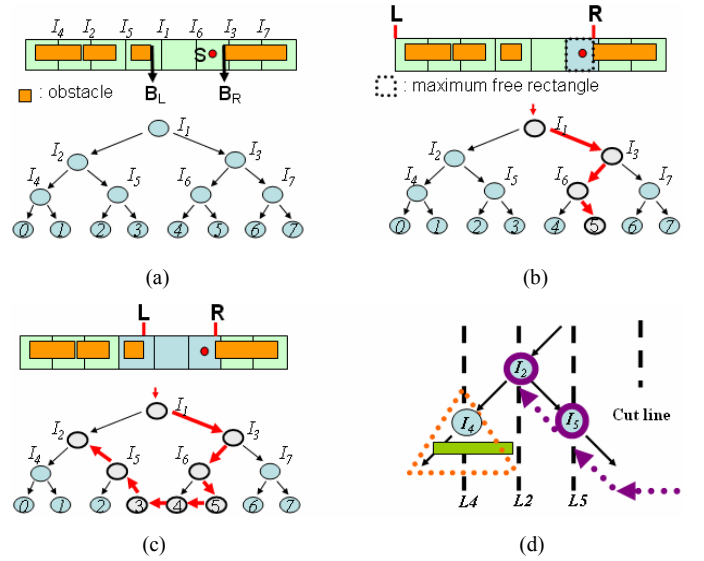 I4 I2 I5 I1 I6 I3 I7
S
: obstacle
BL BR
I1
I2 I3
I4 I5 I6 I7
0 1 2 3 4 5 6 7
(a)
L R
: maximum free rectangle
I1
I2 I3
I4 I5 I6 I7
0 1 2 3 4 5 6 7
(b)
L R
I1
I2 I3
I4 I5 I6 I7
0 1 2 3 4 5 6 7
(c)
I2
I4 I5
Cut line
L4 L2 L5
(d)